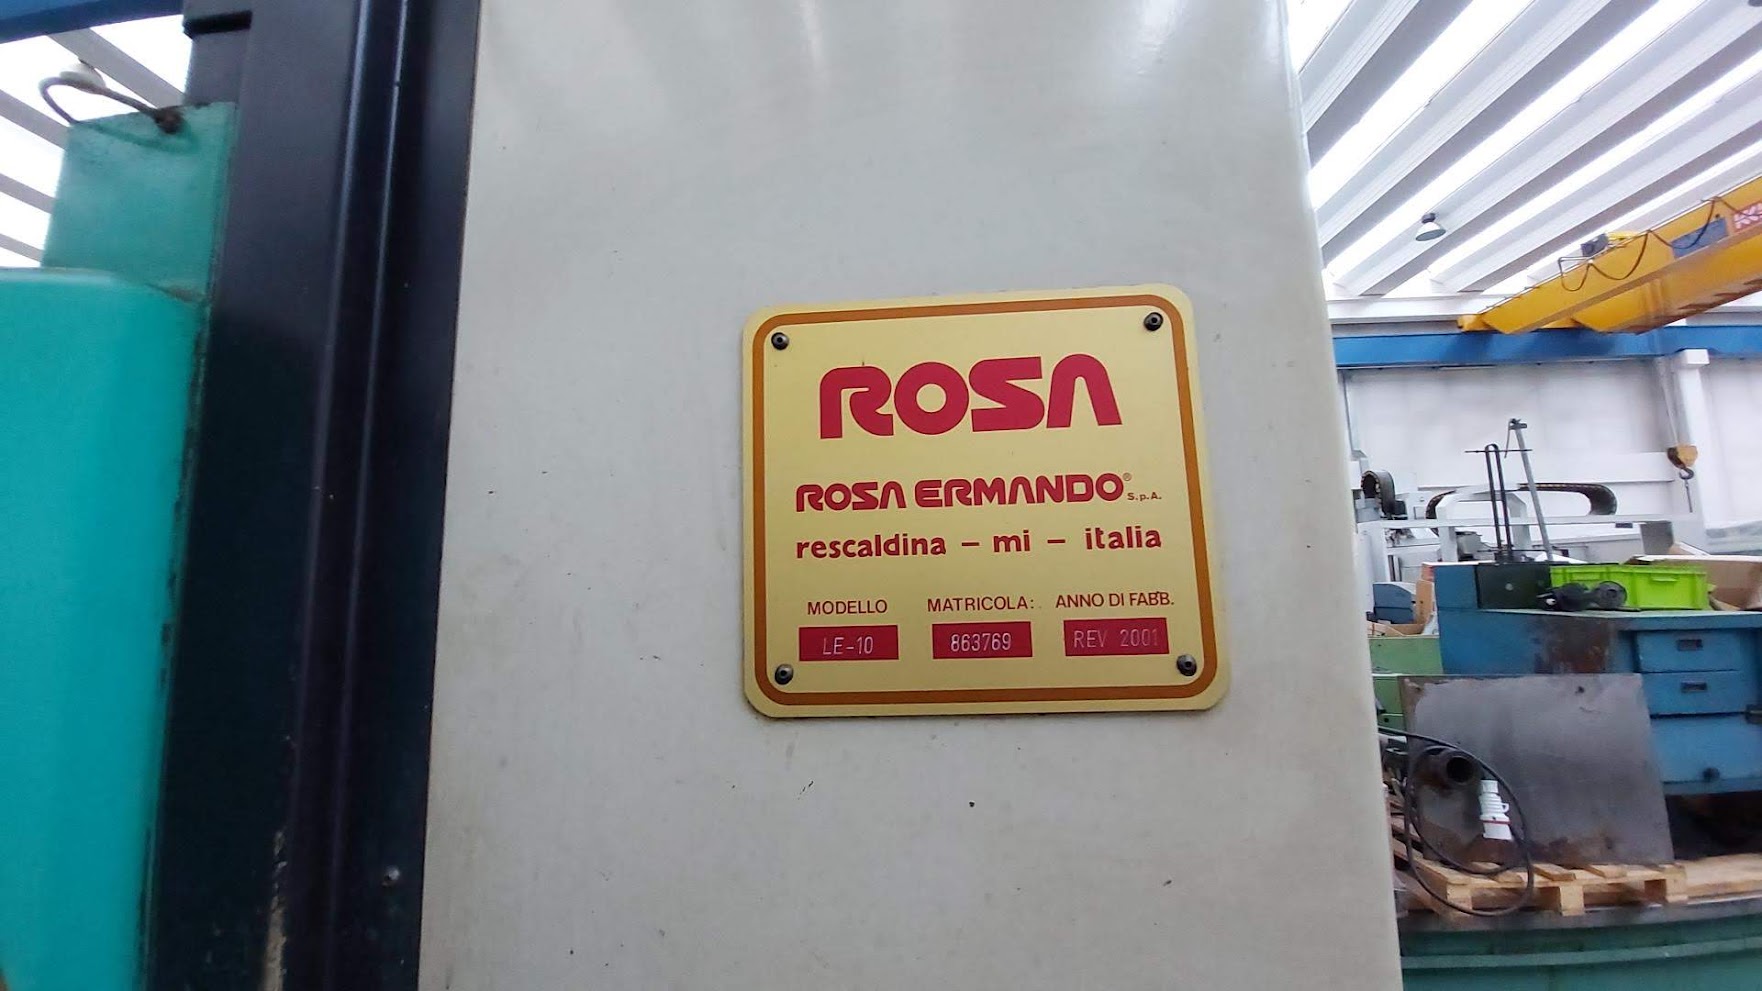 ROSA
ROSA ERMANDO® S.p.A.
rescaldina – mi – italia
MODELLO MATRICOLA: ANNO DI FABB.
LE-10 863769 REV 2001